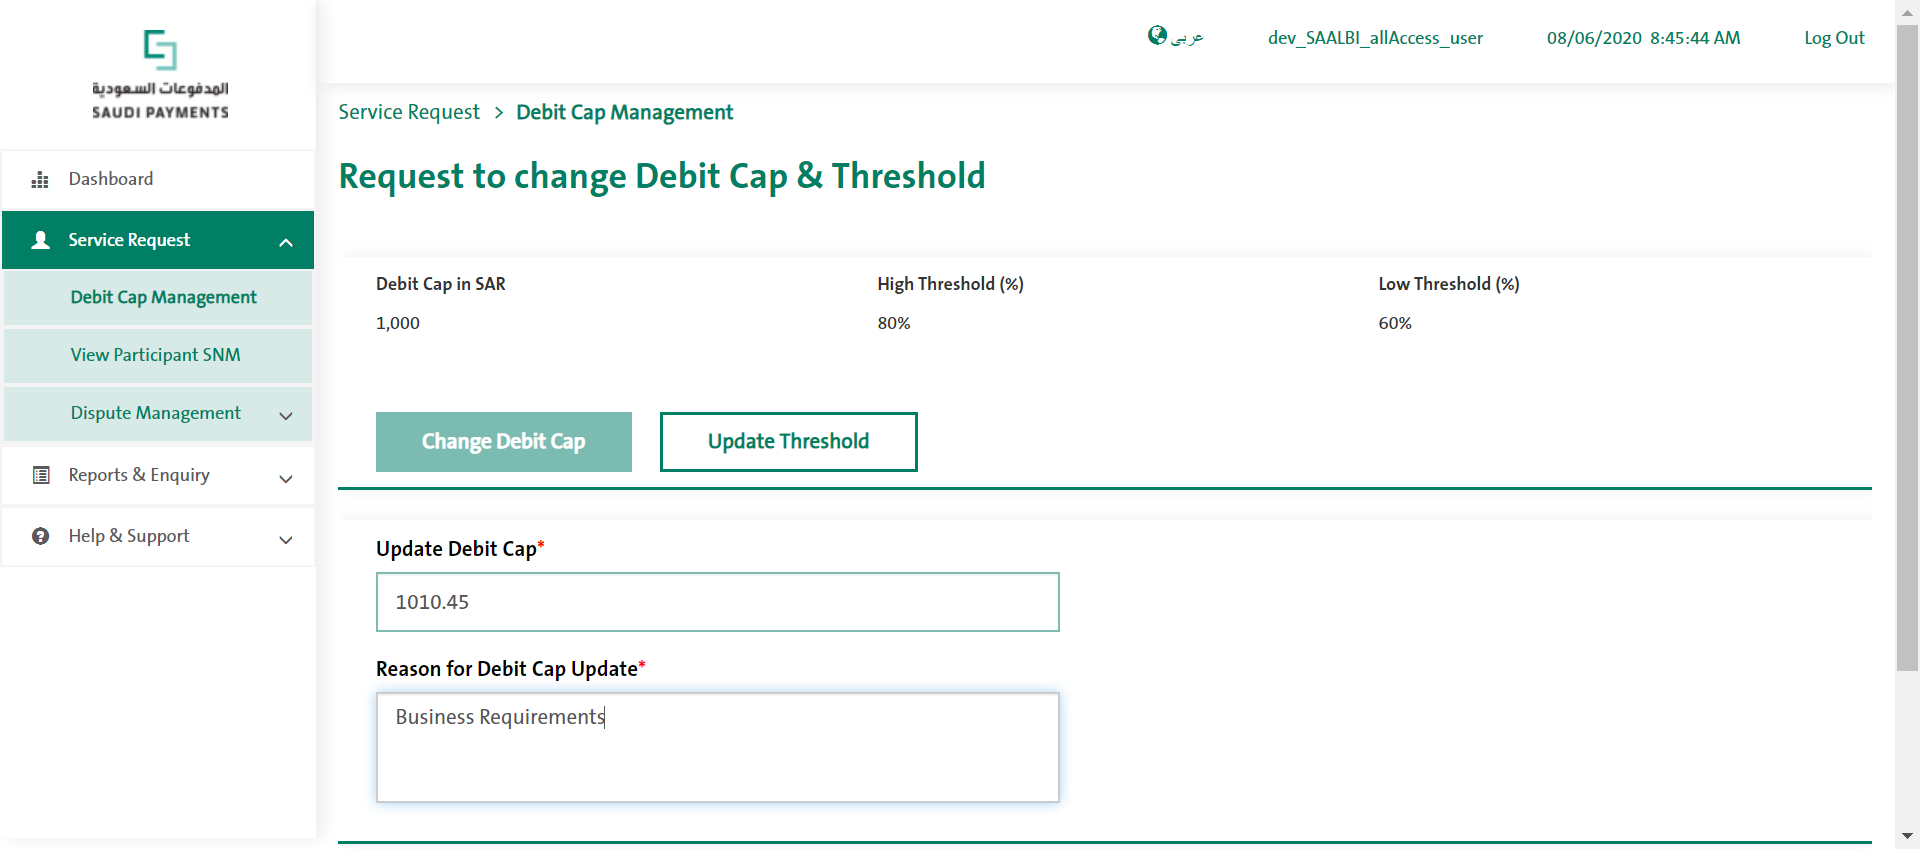 المدفوعات السعودية
SAUDI PAYMENTS
عربي
dev_SAALBI_allAccess_user
08/06/2020 8:45:44 AM
Log Out
Dashboard
Service Request
Debit Cap Management
View Participant SNM
Dispute Management
Reports & Enquiry
Help & Support
Service Request > Debit Cap Management
Request to change Debit Cap & Threshold
Debit Cap in SAR
High Threshold (%)
Low Threshold (%)
1,000
80%
60%
Change Debit Cap
Update Threshold
Update Debit Cap*
1010.45
Reason for Debit Cap Update*
Business Requirements